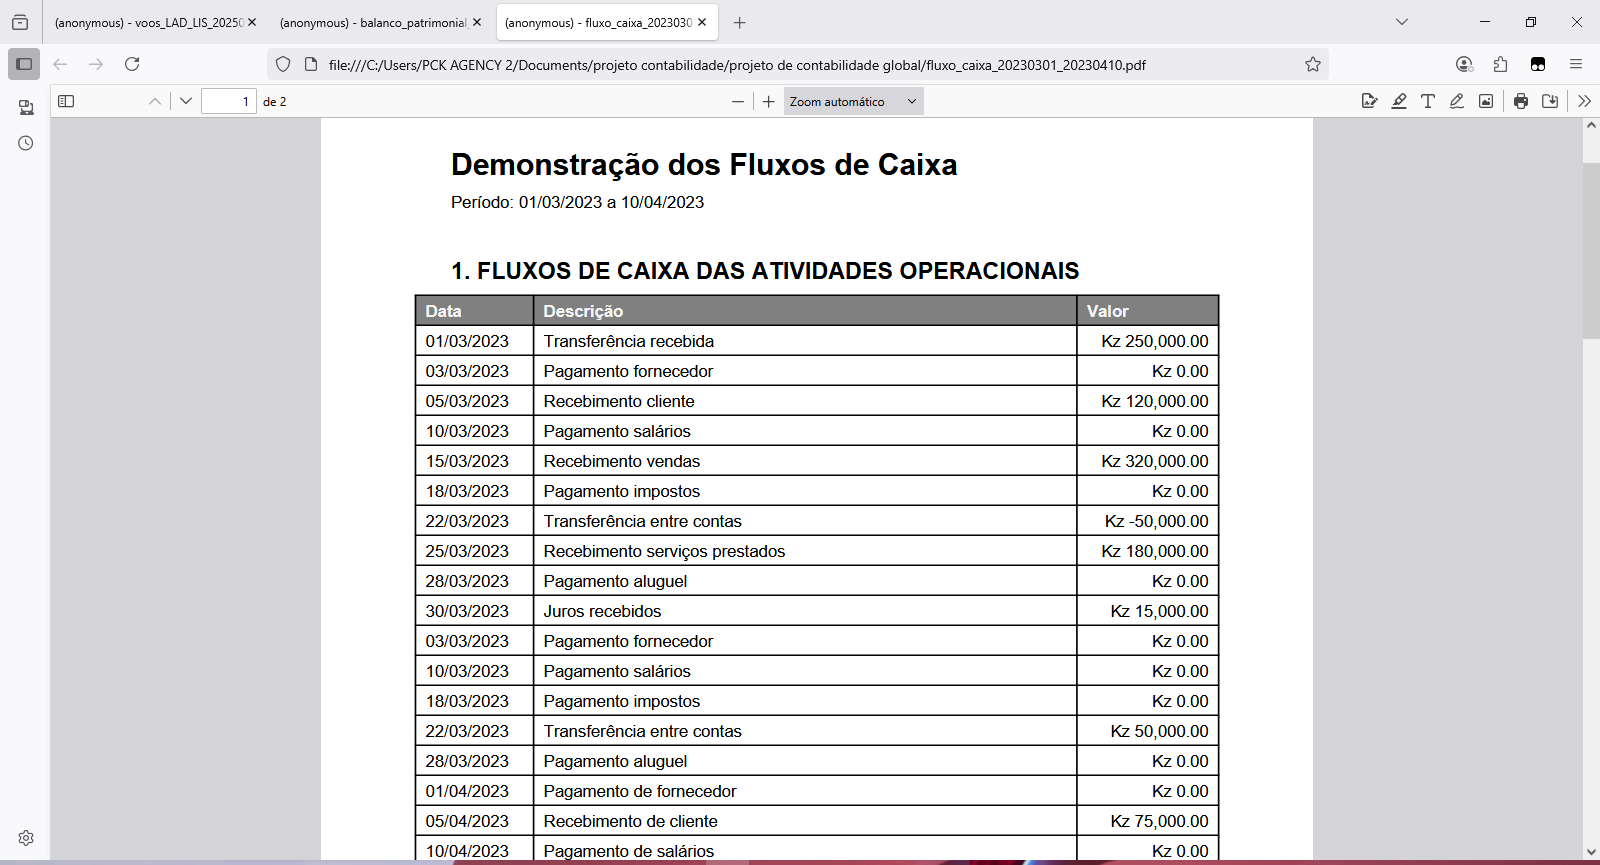 (anonymous) - voos_LAD_LIS_20250
(anonymous) - balanco_patrimonial_
(anonymous) - fluxo_caixa_2023030
file:///C:/Users/PCK AGENCY 2/Documents/projeto contabilidade/projeto de contabilidade global/fluxo_caixa_20230301_20230410.pdf
1 de 2
Zoom automático
Demonstração dos Fluxos de Caixa
Período: 01/03/2023 a 10/04/2023
1. FLUXOS DE CAIXA DAS ATIVIDADES OPERACIONAIS
Data Descrição Valor
01/03/2023 Transferência recebida Kz 250,000.00
03/03/2023 Pagamento fornecedor Kz 0.00
05/03/2023 Recebimento cliente Kz 120,000.00
10/03/2023 Pagamento salários Kz 0.00
15/03/2023 Recebimento vendas Kz 320,000.00
18/03/2023 Pagamento impostos Kz 0.00
22/03/2023 Transferência entre contas Kz -50,000.00
25/03/2023 Recebimento serviços prestados Kz 180,000.00
28/03/2023 Pagamento aluguel Kz 0.00
30/03/2023 Juros recebidos Kz 15,000.00
03/03/2023 Pagamento fornecedor Kz 0.00
10/03/2023 Pagamento salários Kz 0.00
18/03/2023 Pagamento impostos Kz 0.00
22/03/2023 Transferência entre contas Kz 50,000.00
28/03/2023 Pagamento aluguel Kz 0.00
01/04/2023 Pagamento de fornecedor Kz 0.00
05/04/2023 Recebimento de cliente Kz 75,000.00
10/04/2023 Pagamento de salários Kz 0.00